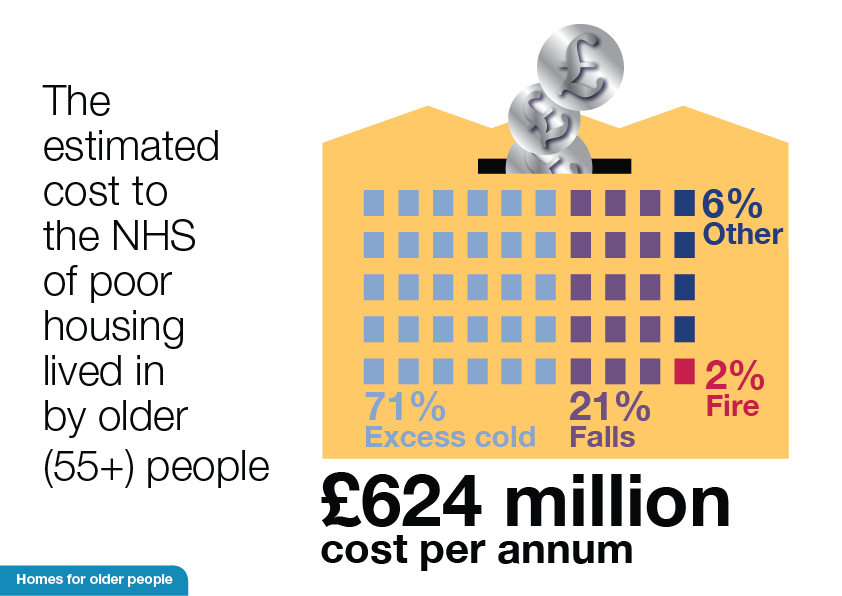 The
estimated
cost to
the NHS
of poor
housing
lived in
by older
(55+) people
£
£
£
6%
Other
2%
Fire
71%
Excess cold
21%
Falls
£624 million
cost per annum
Homes for older people